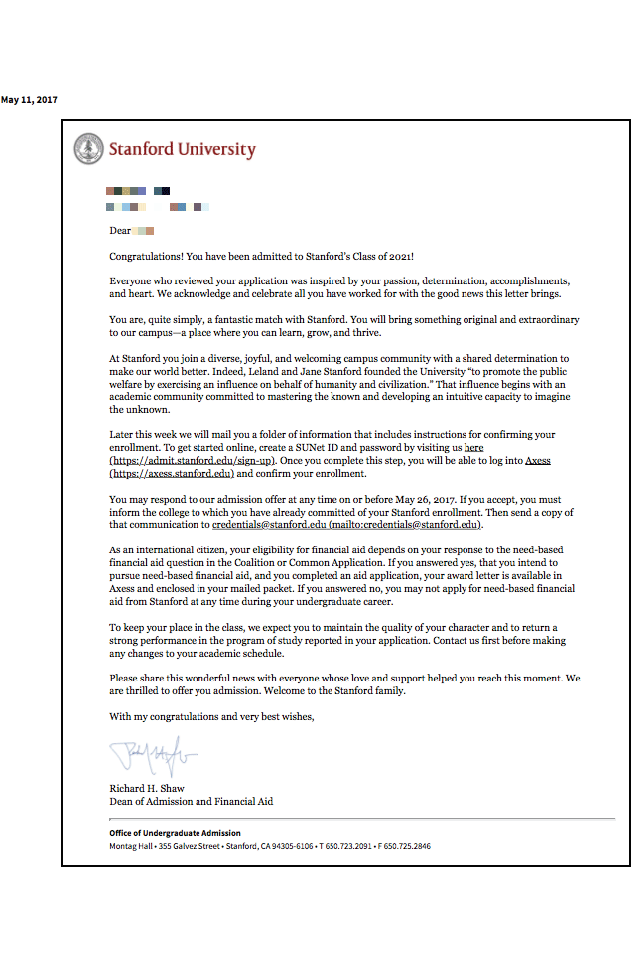 May 11, 2017
Stanford University
Dear
Congratulations! You have been admitted to Stanford's Class of 2021!
Everyone who reviewed your application was inspired by your passion, determination, accomplishments,
and heart. We acknowledge and celebrate all you have worked for with the good news this letter brings.
You are, quite simply, a fantastic match with Stanford. You will bring something original and extraordinary
to our campus—a place where you can learn, grow, and thrive.
At Stanford you join a diverse, joyful, and welcoming campus community with a shared determination to
make our world better. Indeed, Leland and Jane Stanford founded the University "to promote the public
welfare by exercising an influence on behalf of humanity and civilization." That influence begins with an
academic community committed to mastering the known and developing an intuitive capacity to imagine
the unknown.
Later this week we will mail you a folder of information that includes instructions for confirming your
enrollment. To get started online, create a SUNet ID and password by visiting us here
(https://admit.stanford.edu/sign-up). Once you complete this step, you will be able to log into Axess
(https://axess.stanford.edu) and confirm your enrollment.
You may respond to our admission offer at any time on or before May 26, 2017. If you accept, you must
inform the college to which you have already committed of your Stanford enrollment. Then send a copy of
that communication to credentials@stanford.edu (mailto:credentials@stanford.edu).
As an international citizen, your eligibility for financial aid depends on your response to the need-based
financial aid question in the Coalition or Common Application. If you answered yes, that you intend to
pursue need-based financial aid, and you completed an aid application, your award letter is available in
Axess and enclosed in your mailed packet. If you answered no, you may not apply for need-based financial
aid from Stanford at any time during your undergraduate career.
To keep your place in the class, we expect you to maintain the quality of your character and to return a
strong performance in the program of study reported in your application. Contact us first before making
any changes to your academic schedule.
Please share this wonderful news with everyone whose love and support helped you reach this moment. We
are thrilled to offer you admission. Welcome to the Stanford family.
With my congratulations and very best wishes,
Richard H. Shaw
Dean of Admission and Financial Aid
Office of Undergraduate Admission
Montag Hall • 355 Galvez Street • Stanford, CA 94305-6106 • T 650.723.2091 • F 650.725.2846